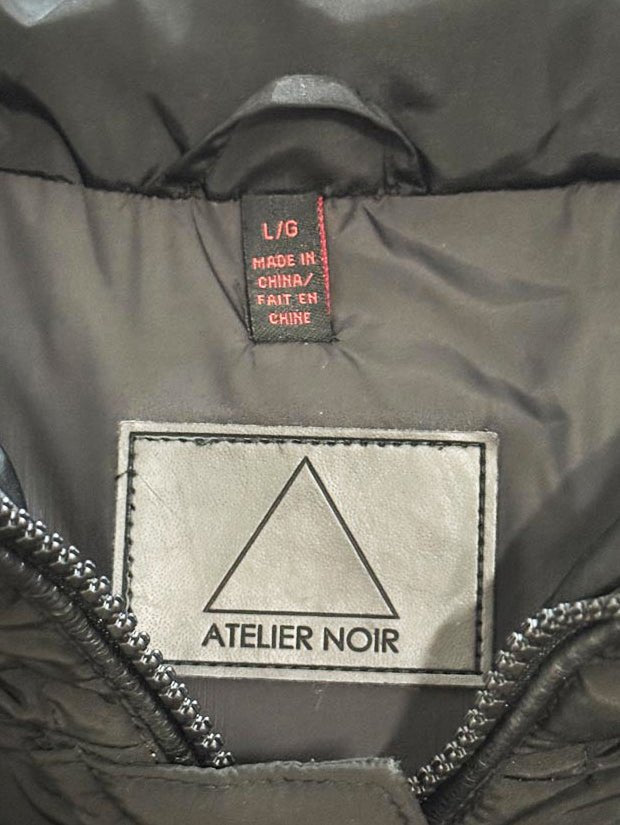 L/G
MADE IN
CHINA/
FAIT EN
CHINE
ATELIER NOIR